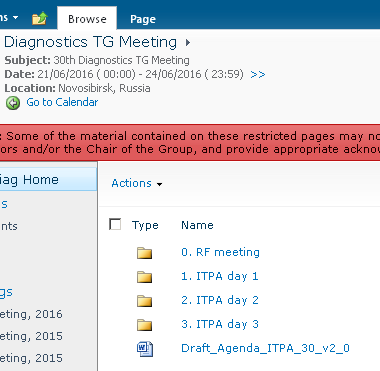 ns Browse Page
Diagnostics TG Meeting
Subject: 30th Diagnostics TG Meeting
Date: 21/06/2016 ( 00:00) - 24/06/2016 ( 23:59) >>
Location: Novosibirsk, Russia
Go to Calendar
: Some of the material contained on these restricted pages may no
ors and/or the Chair of the Group, and provide appropriate ackno
iag Home
Actions
s
nts
Type Name
0. RF meeting
1. ITPA day 1
2. ITPA day 2
3. ITPA day 3
Draft_Agenda_ITPA_30_v2_0
gs
eting, 2016
eting, 2015
eting, 2015